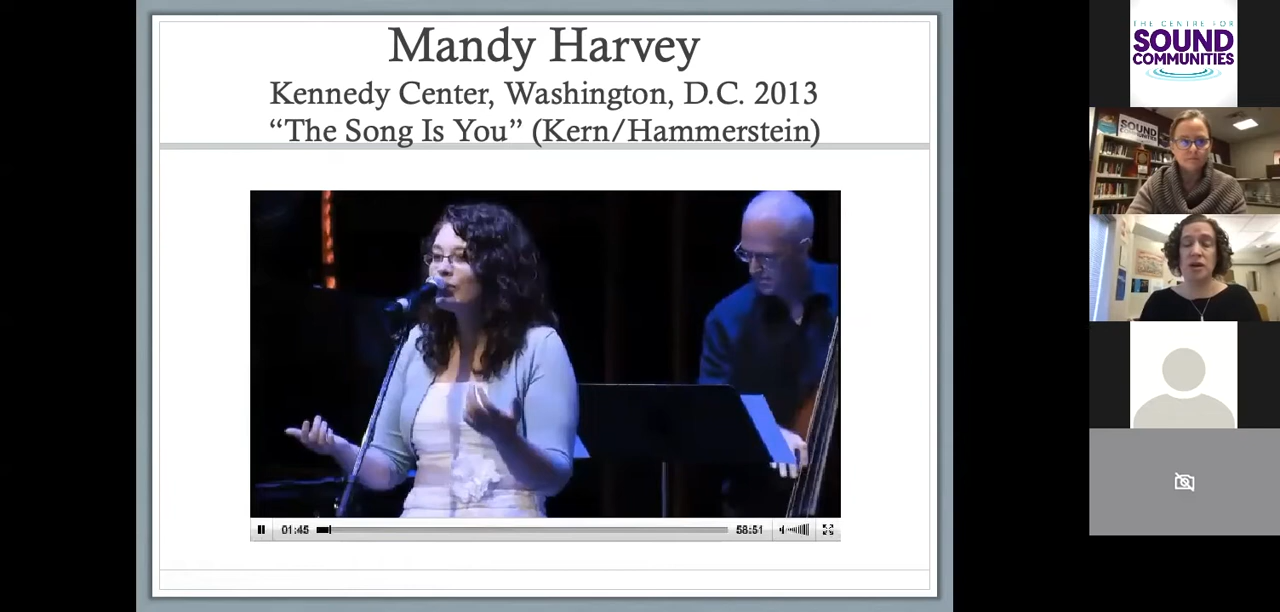 Mandy Harvey
Kennedy Center, Washington, D.C. 2013
“The Song Is You” (Kern/Hammerstein)
01:45
58:51
THE CENTRE FOR
SOUND
COMMUNITIES
SOUND